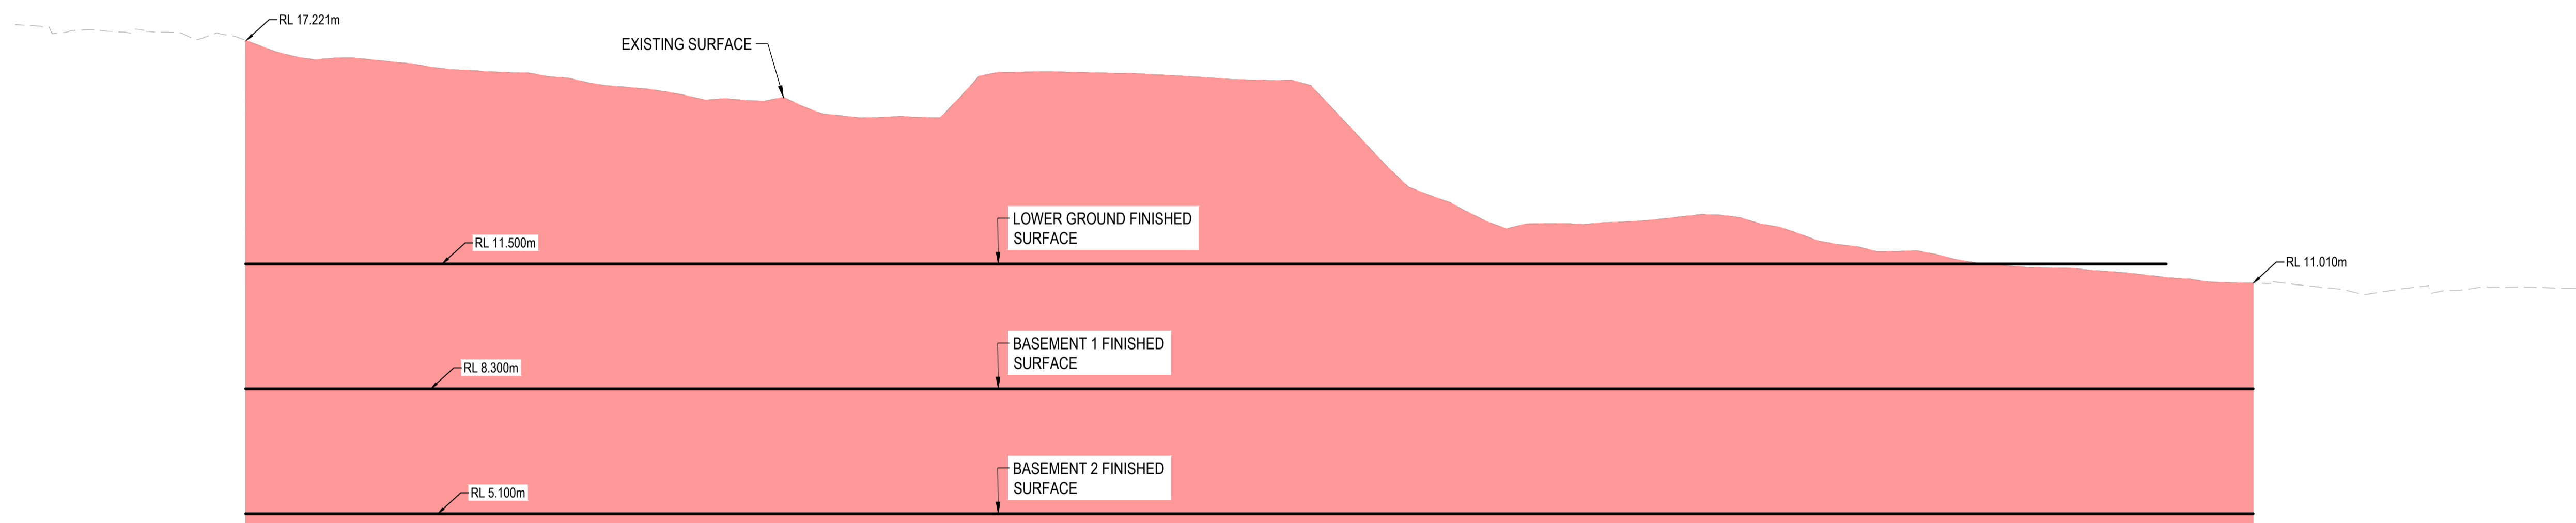 RL 17.221m
EXISTING SURFACE
LOWER GROUND FINISHED
SURFACE
RL 11.500m
RL 11.010m
BASEMENT 1 FINISHED
SURFACE
RL 8.300m
BASEMENT 2 FINISHED
SURFACE
RL 5.100m